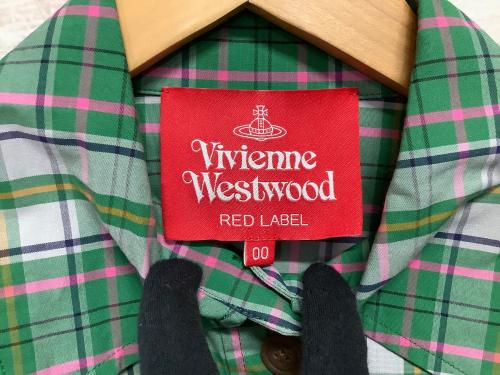 Vivienne
Westwood
RED LABEL
00